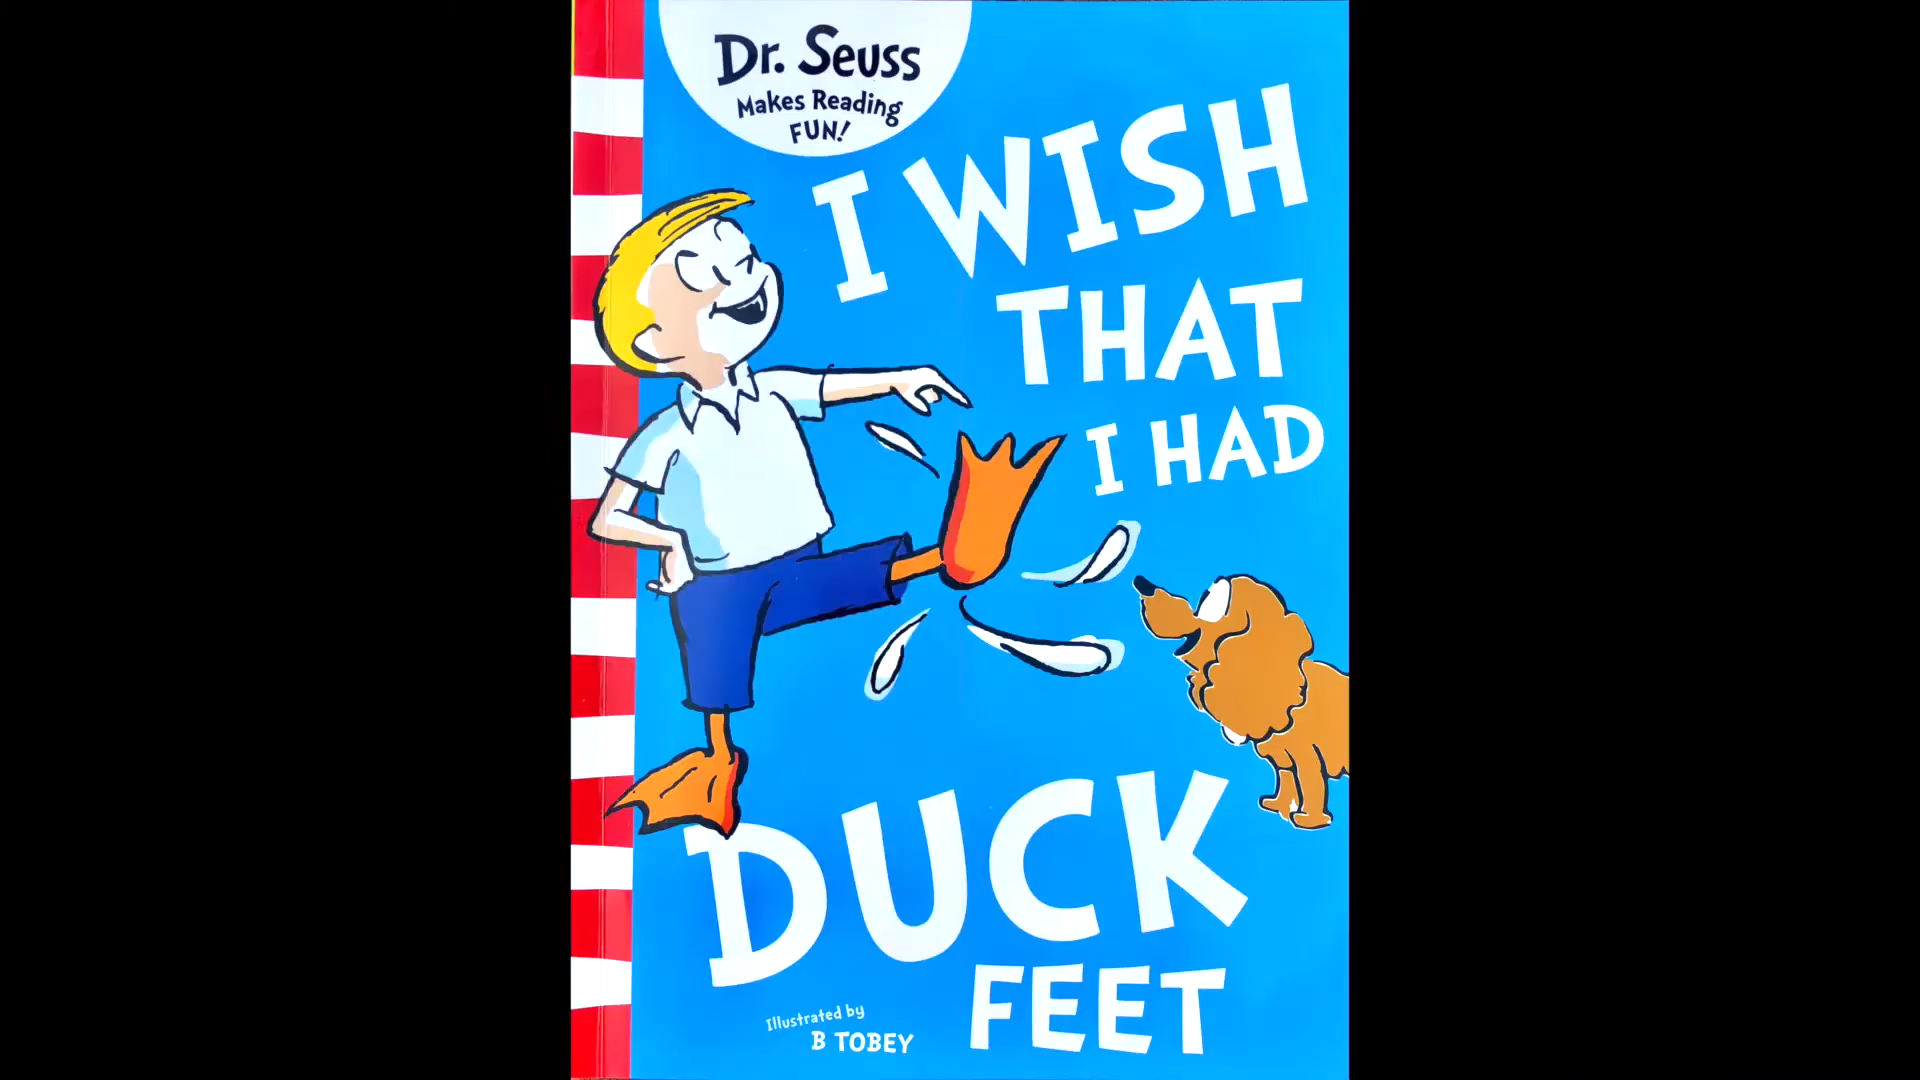 Dr. Seuss
Makes Reading
FUN!
I WISH
THAT
I HAD
DUCK
FEET
Illustrated by
B TOBEY